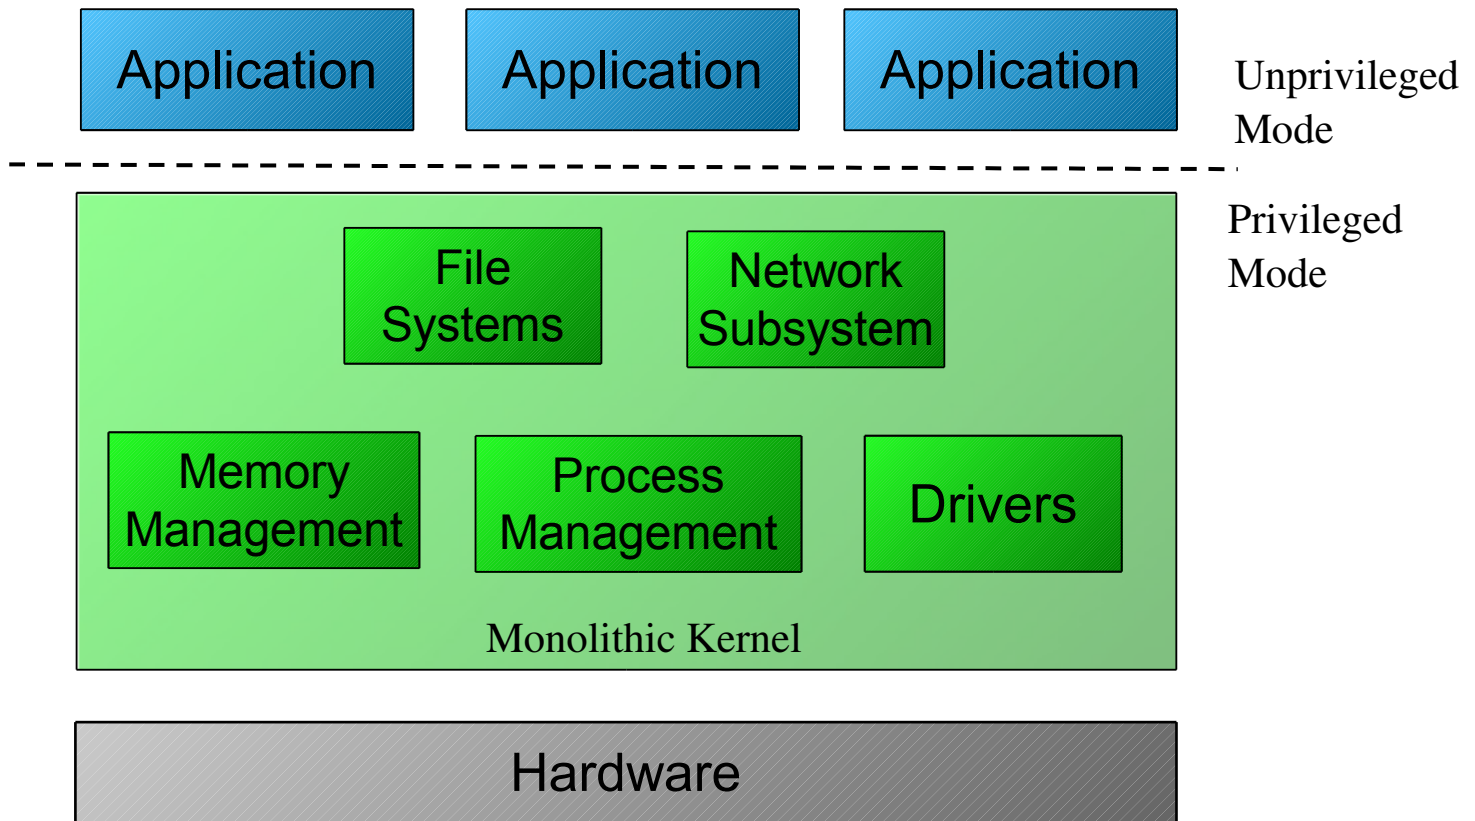 Application
Application
Application
Unprivileged
Mode
Privileged
Mode
File
Systems
Network
Subsystem
Memory
Management
Process
Management
Drivers
Monolithic Kernel
Hardware